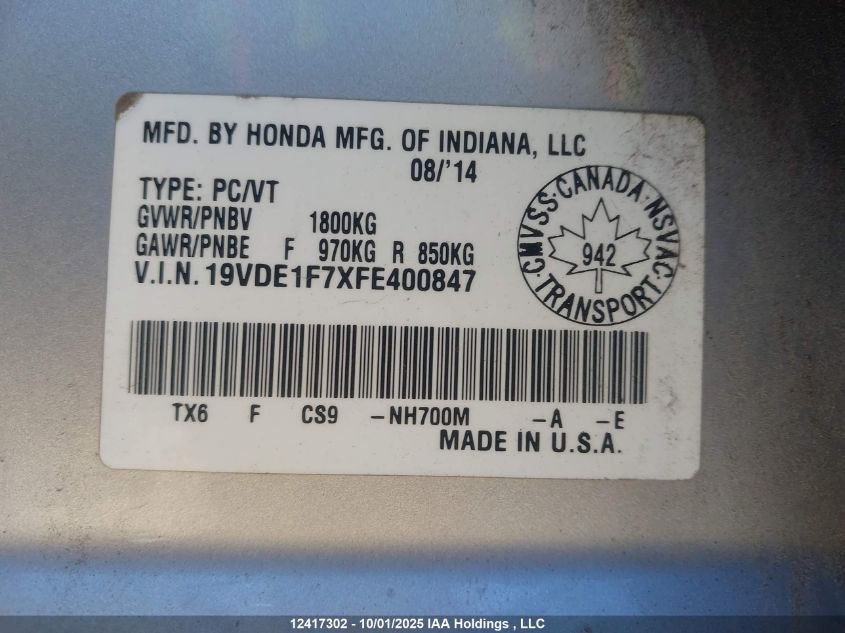 MFD. BY HONDA MFG. OF INDIANA, LLC
08/'14
TYPE: PC/VT
GVWR/PNBV 1800KG
GAWR/PNBE F 970KG R 850KG
V.I.N. 19VDE1F7XFE400847
CMVSS·CANADA·NSVAC·TRANSPORT·
942
TX6 F CS9 -NH700M -A -E
MADE IN U.S.A.
12417302 - 10/01/2025 IAA Holdings , LLC